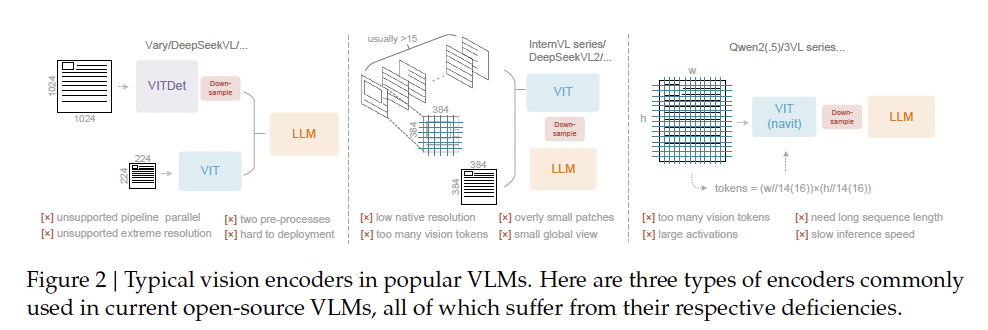 Vary/DeepSeekVL/...
1024
1024
VITDet
Down-
sample
LLM
224
224
VIT
[×] unsupported pipeline parallel
[×] two pre-processes
[×] unsupported extreme resolution
[×] hard to deployment
usually >15
InternVL series/
DeepSeekVL2/...
384
384
VIT
Down-
sample
LLM
384
384
[×] low native resolution
[×] overly small patches
[×] too many vision tokens
[×] small global view
Qwen2(.5)/3VL series...
w
h
VIT
(navit)
Down-
sample
LLM
tokens = (w//14(16))×(h//14(16))
[×] too many vision tokens
[×] need long sequence length
[×] large activations
[×] slow inference speed
Figure 2 | Typical vision encoders in popular VLMs. Here are three types of encoders commonly
used in current open-source VLMs, all of which suffer from their respective deficiencies.